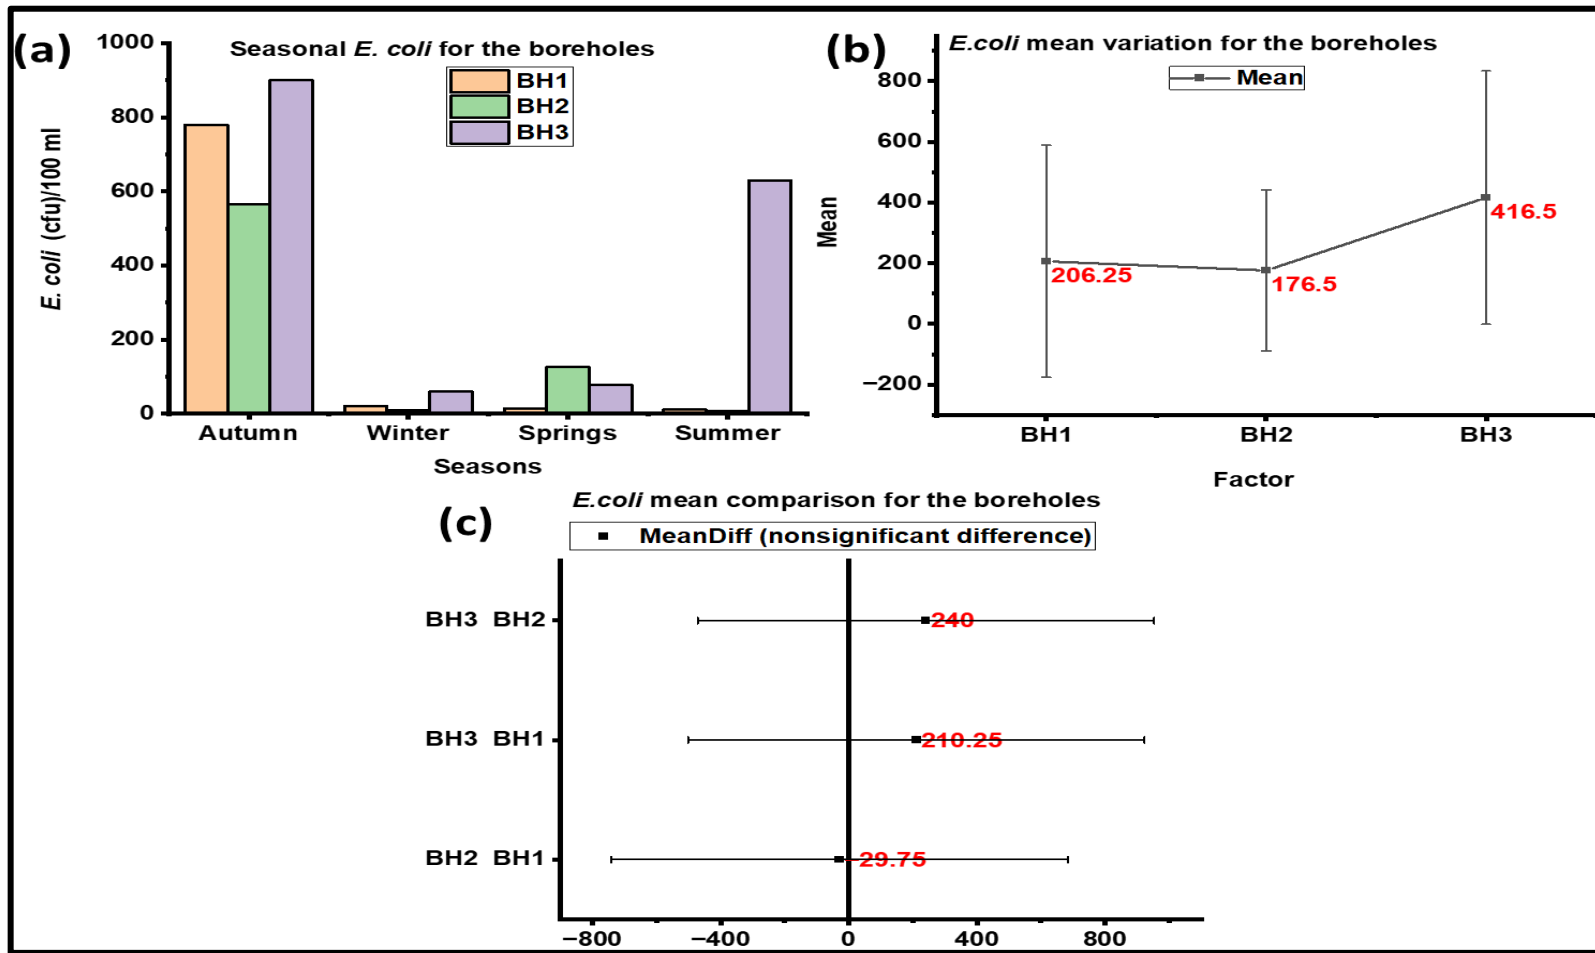 (a)
Seasonal E. coli for the boreholes
BH1
BH2
BH3
E. coli (cfu)/100 ml
1000
800
600
400
200
0
Autumn Winter Springs Summer
Seasons
(b)
E.coli mean variation for the boreholes
Mean
Mean
800
600
400
200
0
−200
206.25
176.5
416.5
BH1 BH2 BH3
Factor
(c)
E.coli mean comparison for the boreholes
MeanDiff (nonsignificant difference)
BH3 BH2
240
BH3 BH1
210.25
BH2 BH1
−29.75
−800 −400 0 400 800